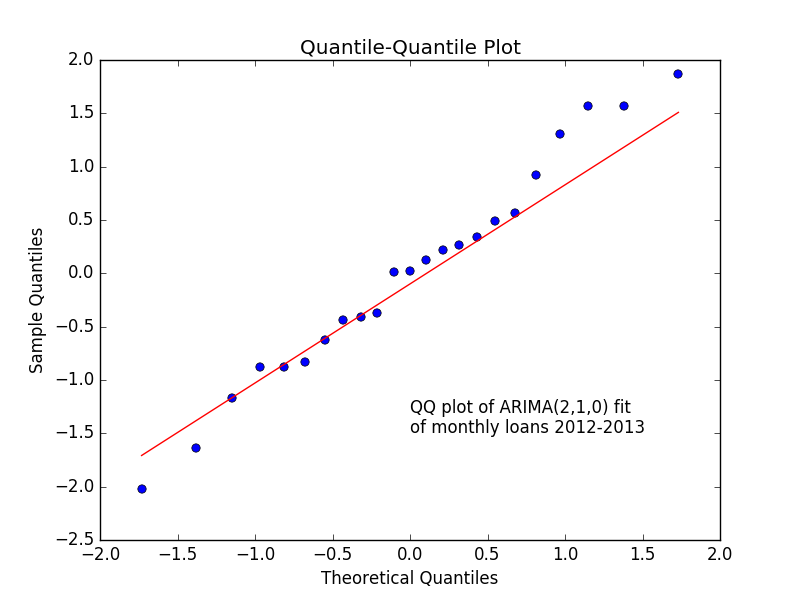 Quantile-Quantile Plot
2.0
1.5
1.0
0.5
0.0
−0.5
−1.0
−1.5
−2.0
−2.5
Sample Quantiles
QQ plot of ARIMA(2,1,0) fit
of monthly loans 2012-2013
−2.0 −1.5 −1.0 −0.5 0.0 0.5 1.0 1.5 2.0
Theoretical Quantiles